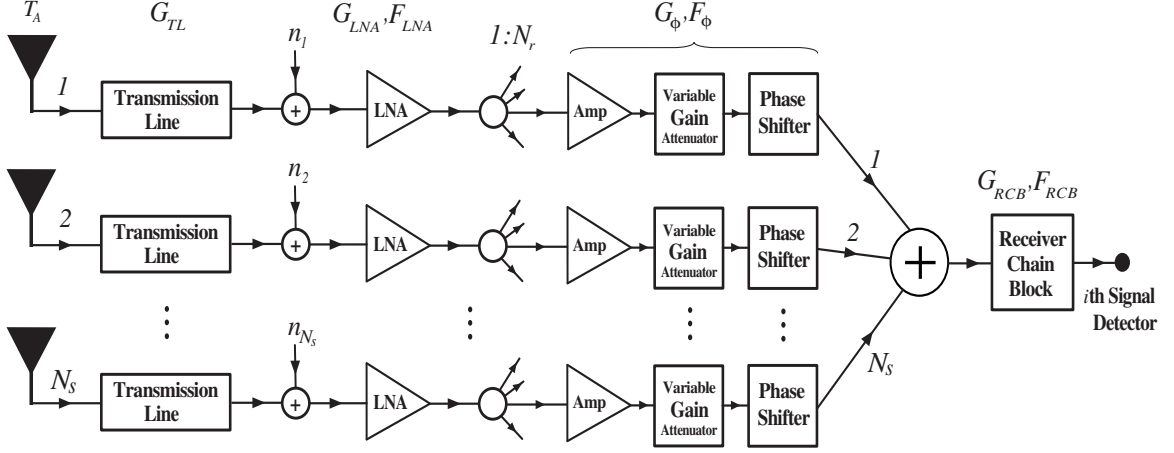 T_A G_TL G_LNA,F_LNA 1:N_r G_ϕ,F_ϕ
n_1
1 Transmission Line + LNA Amp Variable Gain Attenuator Phase Shifter 1
n_2
2 Transmission Line + LNA Amp Variable Gain Attenuator Phase Shifter 2
G_RCB,F_RCB
+ Receiver Chain Block
ith Signal
Detector
n_{N_s}
N_s Transmission Line + LNA Amp Variable Gain Attenuator Phase Shifter N_s